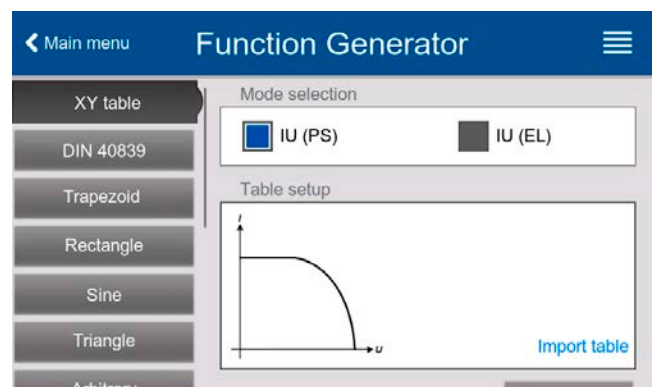 Main menu
Function Generator
XY table
DIN 40839
Trapezoid
Rectangle
Sine
Triangle
Arbitrary
Mode selection
IU (PS)
IU (EL)
Table setup
I
U
Import table